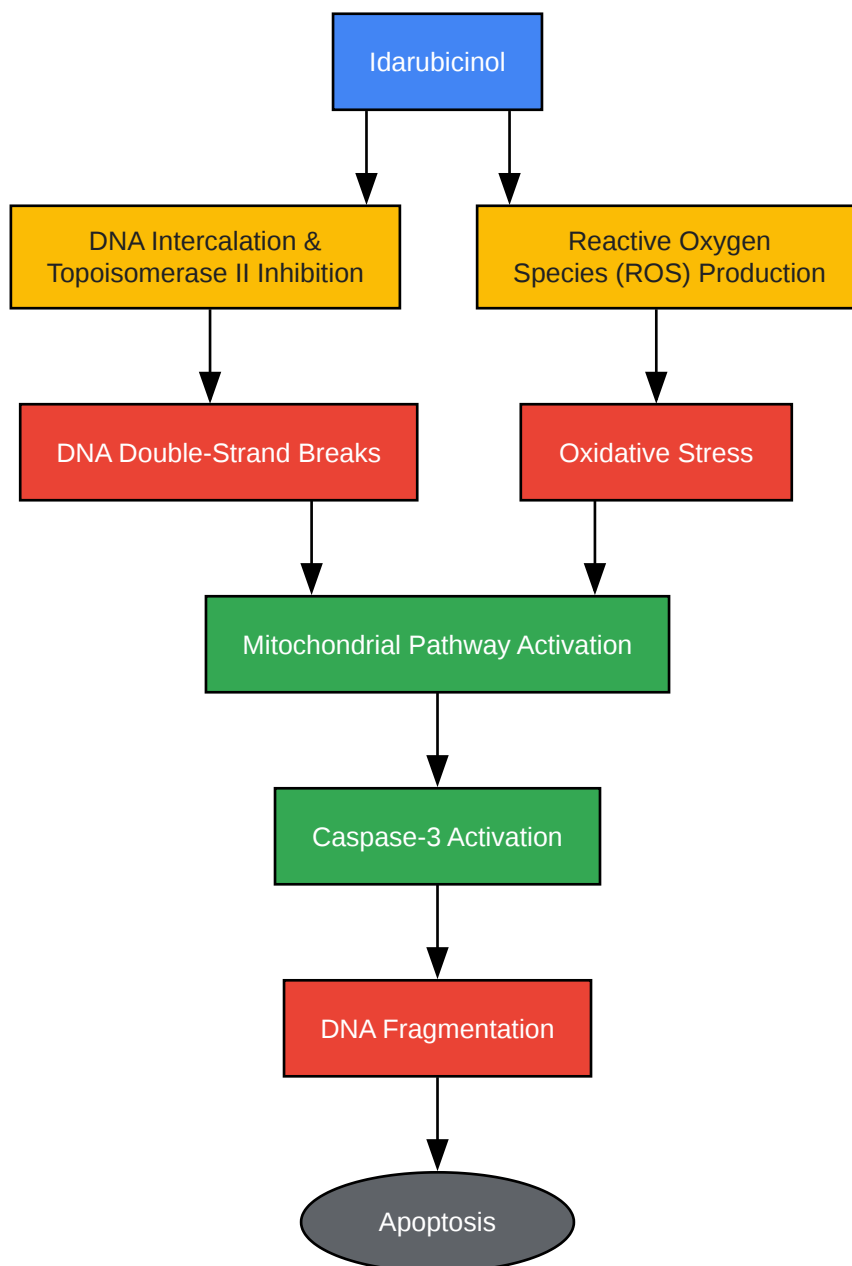 Idarubicinol
DNA Intercalation &
Topoisomerase II Inhibition
Reactive Oxygen
Species (ROS) Production
DNA Double-Strand Breaks
Oxidative Stress
Mitochondrial Pathway Activation
Caspase-3 Activation
DNA Fragmentation
Apoptosis